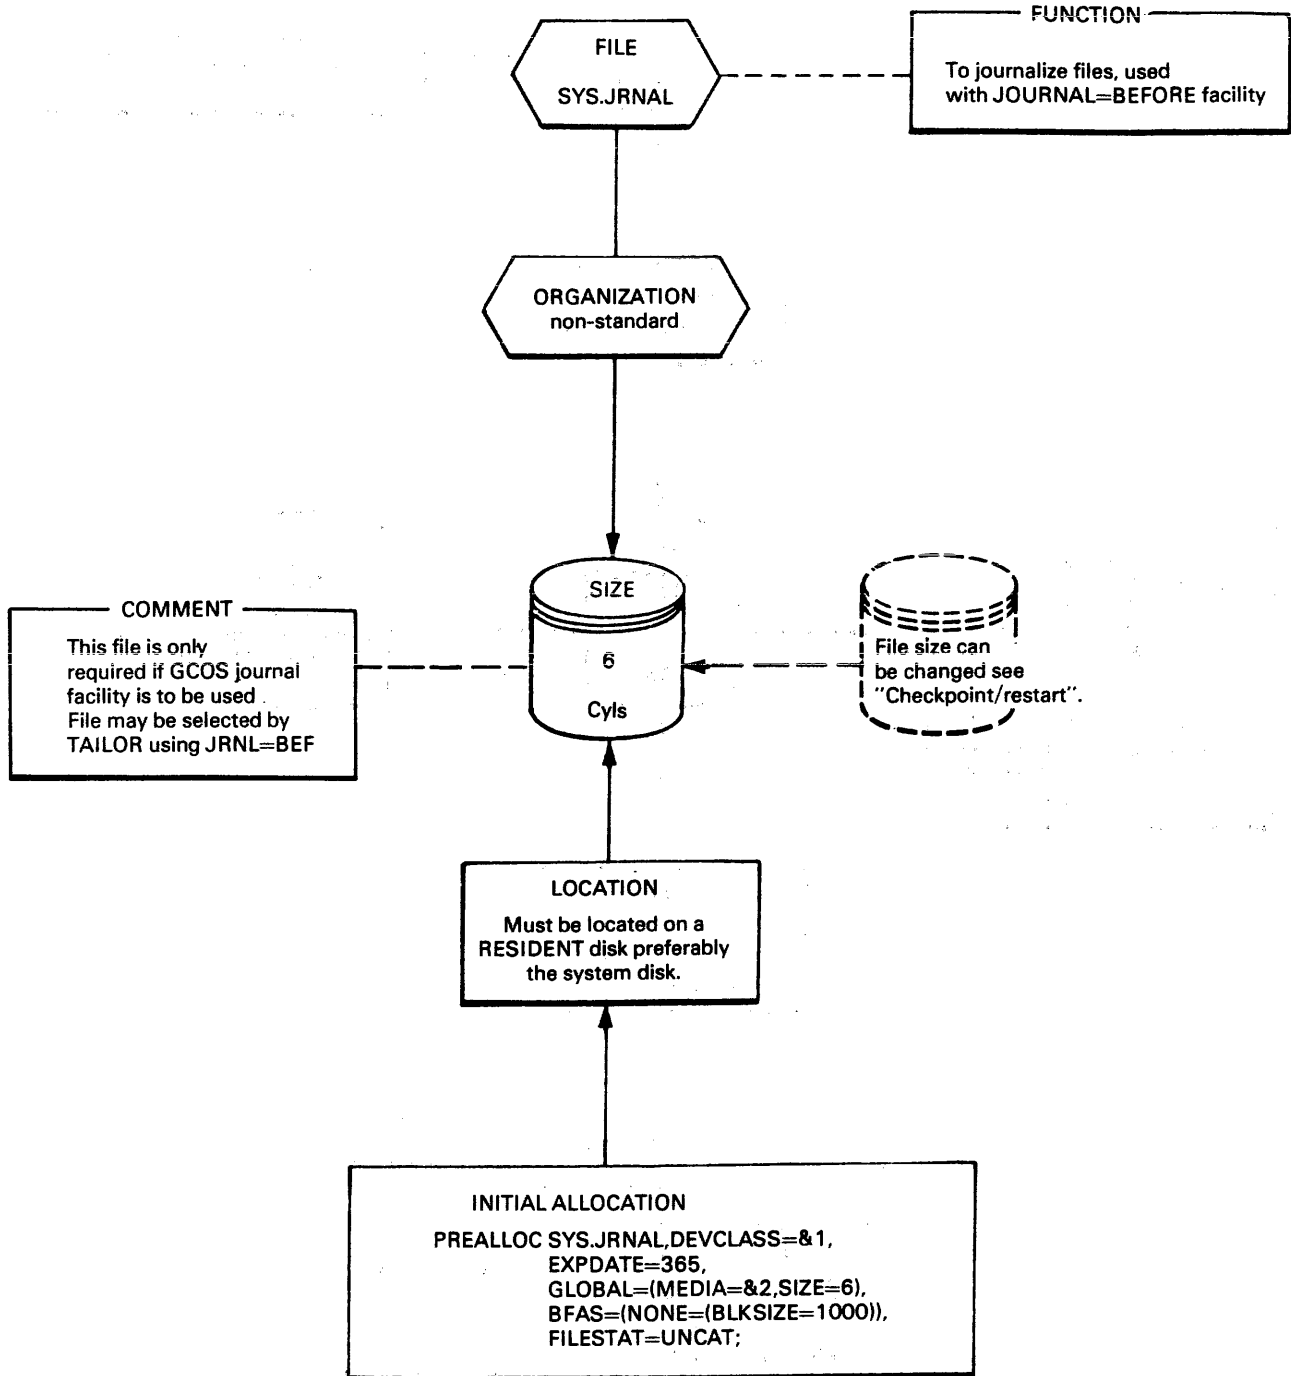 FILE
SYS.JRNAL
FUNCTION
To journalize files, used
with JOURNAL=BEFORE facility
ORGANIZATION
non-standard
SIZE
6
Cyls
COMMENT
This file is only
required if GCOS journal
facility is to be used
File may be selected by
TAILOR using JRNL=BEF
File size can
be changed see
"Checkpoint/restart".
LOCATION
Must be located on a
RESIDENT disk preferably
the system disk.
INITIAL ALLOCATION
PREALLOC SYS.JRNAL,DEVCLASS=&1,
EXPDATE=365,
GLOBAL=(MEDIA=&2,SIZE=6),
BFAS=(NONE=(BLKSIZE=1000)),
FILESTAT=UNCAT;